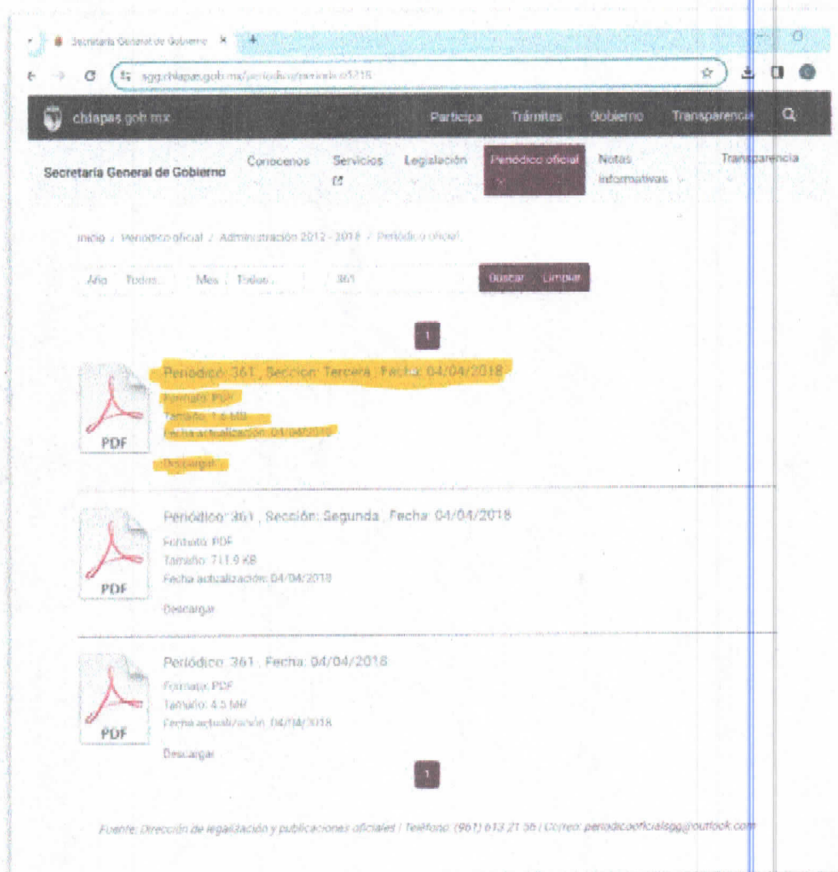 Secretaría General de Gobierno
sgg.chiapas.gob.mx/periodico/periodico1218
chiapas.gob.mx Participa Trámites Gobierno Transparencia
Secretaría General de Gobierno Conocenos Servicios Legislación Periódico oficial Notas informativas Transparencia
Inicio / Periódico oficial / Administración 2012 - 2018 / Periódico oficial
Año Todos... Mes Todos... 361 Buscar Limpiar
1
Periódico: 361 , Sección: Tercera , Fecha: 04/04/2018
Formato: PDF
Tamaño: 1.6 MB
Fecha actualización: 04/04/2018
PDF
Descargar
Periódico: 361 , Sección: Segunda , Fecha: 04/04/2018
Formato: PDF
Tamaño: 711.9 KB
Fecha actualización: 04/04/2018
PDF
Descargar
Periódico: 361 , Fecha: 04/04/2018
Formato: PDF
Tamaño: 4.5 MB
Fecha actualización: 04/04/2018
PDF
Descargar
1
Fuente: Dirección de legalización y publicaciones oficiales | Teléfono: (961) 613 21 56 | Correo: periodicooficialsgg@outlook.com